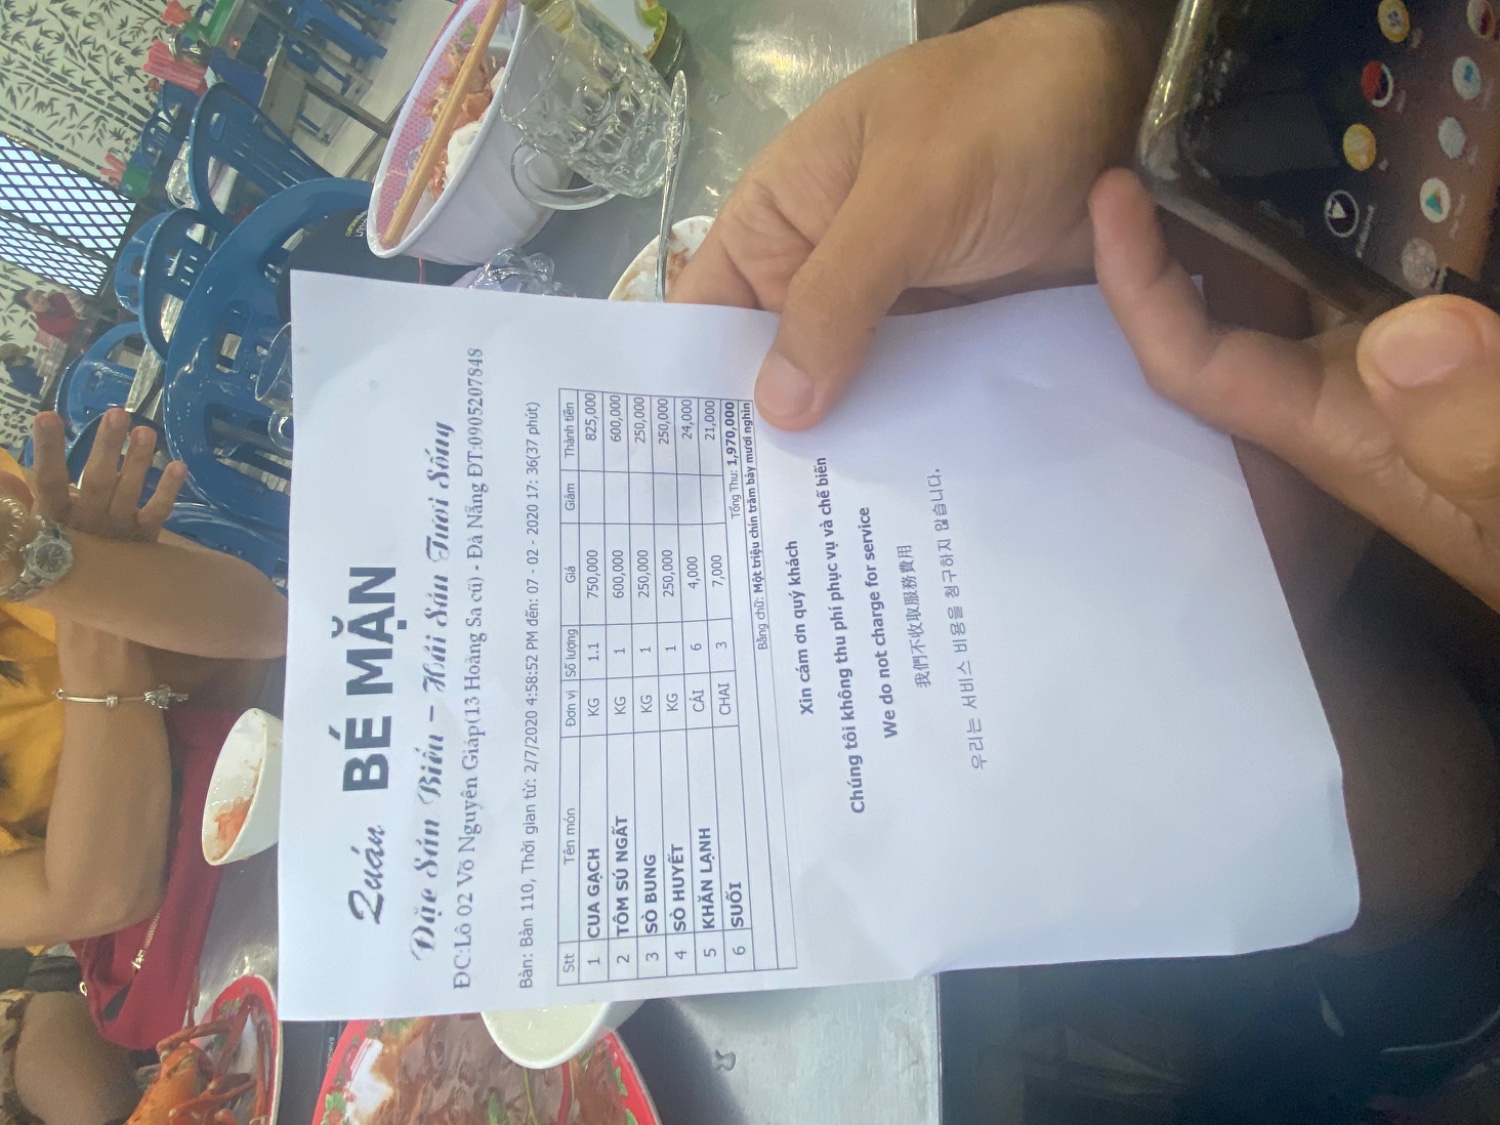 Quán BÉ MẶN
Đặc Sản Biển – Hải Sản Tươi Sống
ĐC:Lô 02 Võ Nguyên Giáp(13 Hoàng Sa cũ) - Đà Nẵng ĐT:0905207848
Bàn: Bàn 110, Thời gian từ: 2/7/2020 4:58:52 PM đến: 07 - 02 - 2020 17: 36(37 phút)
Stt Tên món Đơn vị Số lượng Giá Giảm Thành tiền
1 CUA GẠCH KG 1.1 750,000 825,000
2 TÔM SÚ NGẤT KG 1 600,000 600,000
3 SÒ BUNG KG 1 250,000 250,000
4 SÒ HUYẾT KG 1 250,000 250,000
5 KHĂN LẠNH CÁI 6 4,000 24,000
6 SUỐI CHAI 3 7,000 21,000
Tổng Thu: 1,970,000
Bằng chữ: Một triệu chín trăm bảy mươi nghìn
Xin cám ơn quý khách
Chúng tôi không thu phí phục vụ và chế biến
We do not charge for service
我們不收取服務費用
우리는 서비스 비용을 청구하지 않습니다.